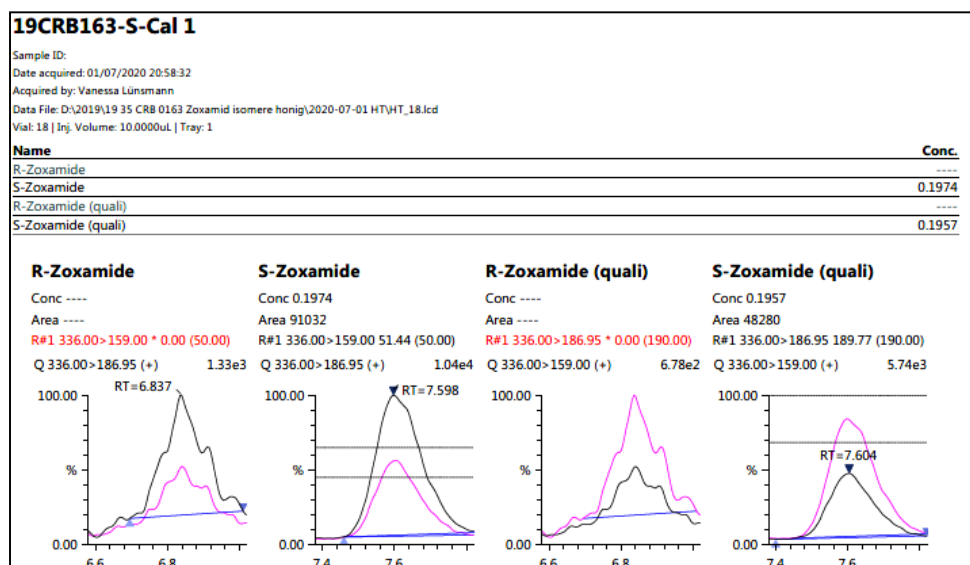 19CRB163-S-Cal 1
Sample ID:
Date acquired: 01/07/2020 20:58:32
Acquired by: Vanessa Lünsmann
Data File: D:\2019\19 35 CRB 0163 Zoxamid isomere honig\2020-07-01 HT\HT_18.lcd
Vial: 18 | Inj. Volume: 10.0000uL | Tray: 1
Name Conc.
R-Zoxamide ----
S-Zoxamide 0.1974
R-Zoxamide (quali) ----
S-Zoxamide (quali) 0.1957
R-Zoxamide S-Zoxamide R-Zoxamide (quali) S-Zoxamide (quali)
Conc ---- Conc 0.1974 Conc ---- Conc 0.1957
Area ---- Area 91032 Area ---- Area 48280
R#1 336.00>159.00 * 0.00 (50.00) R#1 336.00>159.00 51.44 (50.00) R#1 336.00>186.95 * 0.00 (190.00) R#1 336.00>186.95 189.77 (190.00)
Q 336.00>186.95 (+) 1.33e3 Q 336.00>186.95 (+) 1.04e4 Q 336.00>159.00 (+) 6.78e2 Q 336.00>159.00 (+) 5.74e3
RT=6.837 RT=7.598
100.00 100.00 100.00 100.00
RT=7.604
% % % %
0.00 0.00 0.00 0.00
6.6 6.8 7.4 7.6 6.6 6.8 7.4 7.6